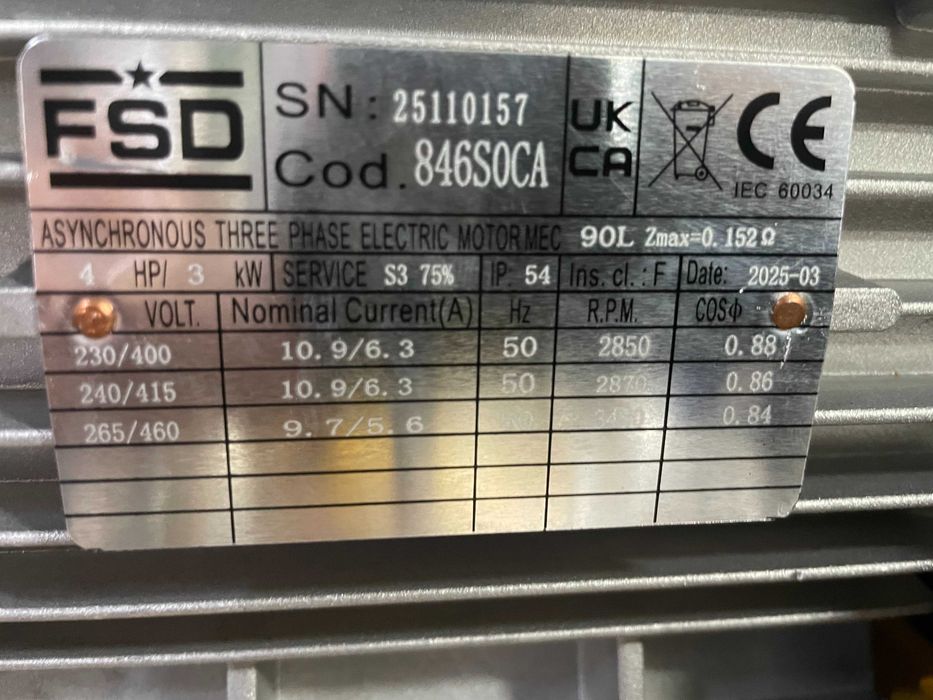 FSD
SN: 25110157
Cod. 846S0CA
UK
CA
CE
IEC 60034
ASYNCHRONOUS THREE PHASE ELECTRIC MOTOR MEC 90L Zmax=0.152Ω
4 HP/ 3 kW SERVICE S3 75% IP. 54 Ins. cl.: F Date: 2025-03
VOLT. Nominal Current(A) Hz R.P.M. COSϕ
230/400 10.9/6.3 50 2850 0.88
240/415 10.9/6.3 50 2870 0.86
265/460 9.7/5.6 0.84